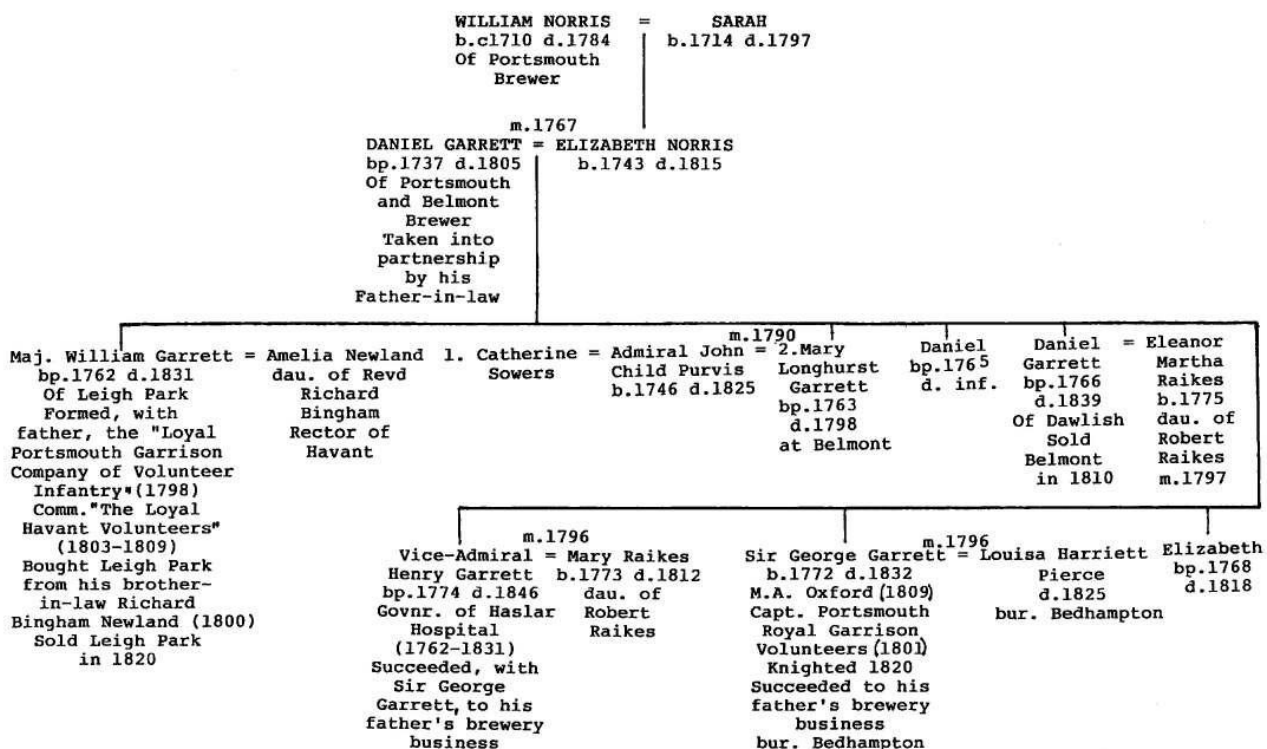 WILLIAM NORRIS = SARAH
b.c1710 d.1784 b.1714 d.1797
Of Portsmouth
Brewer
m.1767
DANIEL GARRETT = ELIZABETH NORRIS
bp.1737 d.1805 b.1743 d.1815
Of Portsmouth
and Belmont
Brewer
Taken into
partnership
by his
Father-in-law
Maj. William Garrett = Amelia Newland
bp.1762 d.1831 dau. of Revd
Of Leigh Park Richard
Formed, with Bingham
father, the "Loyal Rector of
Portsmouth Garrison Havant
Company of Volunteer
Infantry" (1798)
Comm."The Loyal
Havant Volunteers"
(1803-1809)
Bought Leigh Park
from his brother-
in-law Richard
Bingham Newland (1800)
Sold Leigh Park
in 1820
m.1790
1. Catherine = Admiral John = 2.Mary
Sowers Child Purvis Longhurst
b.1746 d.1825 Garrett
bp.1763
d.1798
at Belmont
Daniel
bp.1765
d. inf.
Daniel = Eleanor
Garrett Martha
bp.1766 Raikes
d.1839 b.1775
Of Dawlish dau. of
Sold Robert
Belmont Raikes
in 1810 m.1797
m.1796
Vice-Admiral = Mary Raikes
Henry Garrett b.1773 d.1812
bp.1774 d.1846 dau. of
Govnr. of Haslar Robert
Hospital Raikes
(1762-1831)
Succeeded, with
Sir George
Garrett, to his
father's brewery
business
m.1796
Sir George Garrett = Louisa Harriett
b.1772 d.1832 Pierce
M.A. Oxford (1809) d.1825
Capt. Portsmouth bur. Bedhampton
Royal Garrison
Volunteers (1801)
Knighted 1820
Succeeded to his
father's brewery
business
bur. Bedhampton
Elizabeth
bp.1768
d.1818